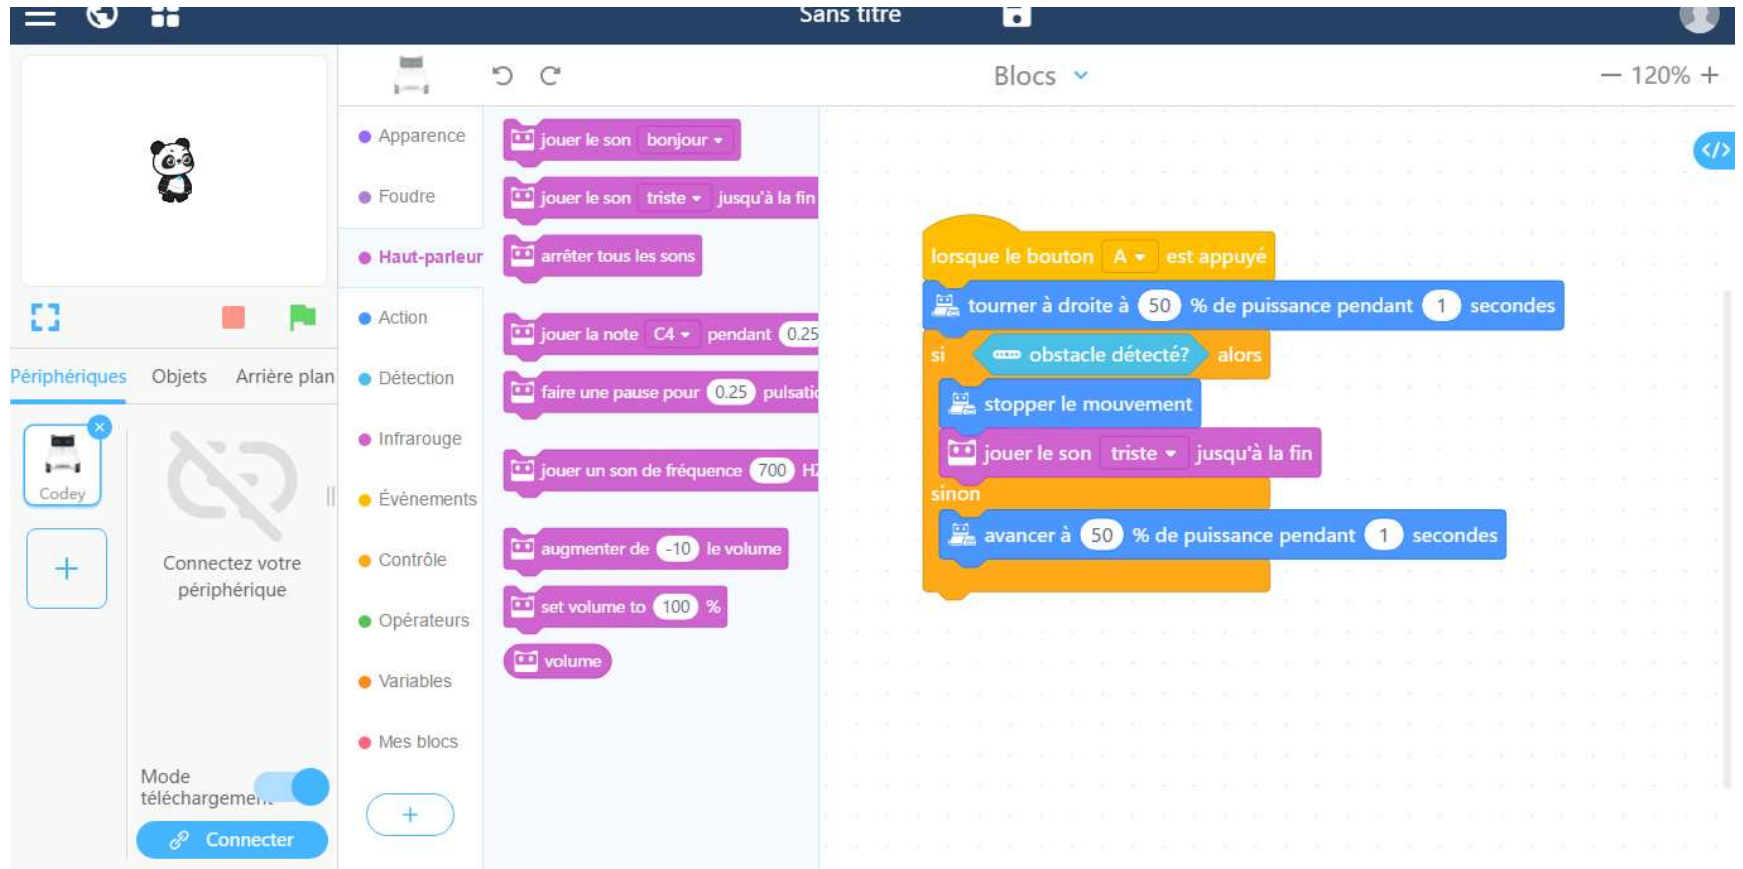 Sans titre
Blocs
120%
Apparence
Foudre
Haut-parleur
Action
Détection
Infrarouge
Évènements
Contrôle
Opérateurs
Variables
Mes blocs
+
jouer le son bonjour
jouer le son triste jusqu'à la fin
arrêter tous les sons
jouer la note C4 pendant 0.25
faire une pause pour 0.25 pulsatio
jouer un son de fréquence 700 HZ
augmenter de -10 le volume
set volume to 100 %
volume
lorsque le bouton A est appuyé
tourner à droite à 50 % de puissance pendant 1 secondes
si obstacle détecté? alors
stopper le mouvement
jouer le son triste jusqu'à la fin
sinon
avancer à 50 % de puissance pendant 1 secondes
</>
Périphériques Objets Arrière plan
Codey
+
Connectez votre
périphérique
Mode
téléchargement
Connecter